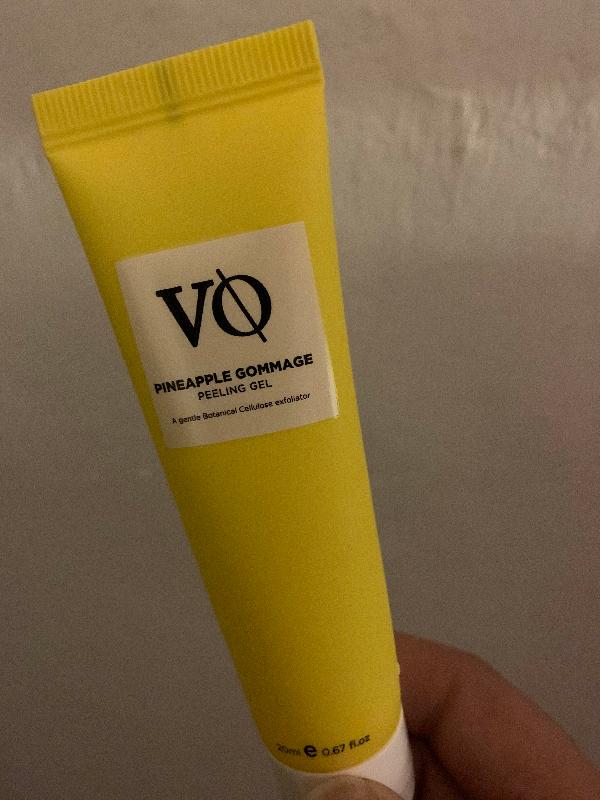 VO
PINEAPPLE GOMMAGE
PEELING GEL
A gentle Botanical Cellulose exfoliator
20ml e 0.67 fl.oz